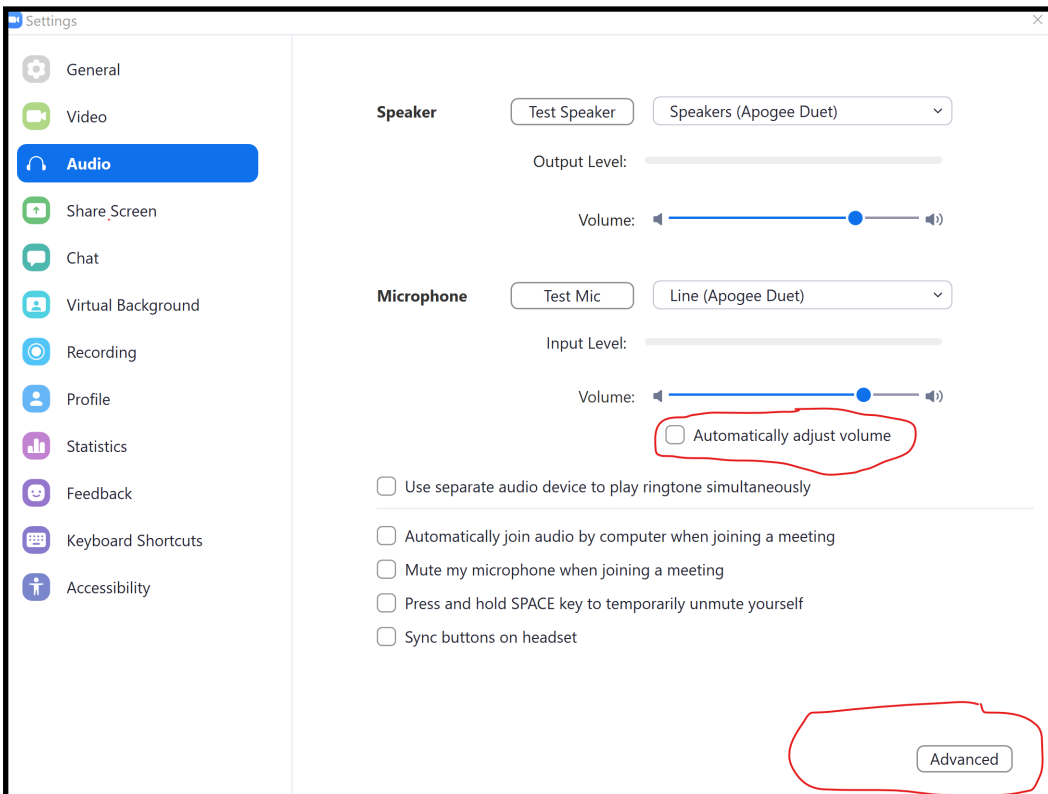 Settings
General
Video
Audio
Share Screen
Chat
Virtual Background
Recording
Profile
Statistics
Feedback
Keyboard Shortcuts
Accessibility
Speaker Test Speaker Speakers (Apogee Duet)
Output Level:
Volume:
Microphone Test Mic Line (Apogee Duet)
Input Level:
Volume:
Automatically adjust volume
Use separate audio device to play ringtone simultaneously
Automatically join audio by computer when joining a meeting
Mute my microphone when joining a meeting
Press and hold SPACE key to temporarily unmute yourself
Sync buttons on headset
Advanced